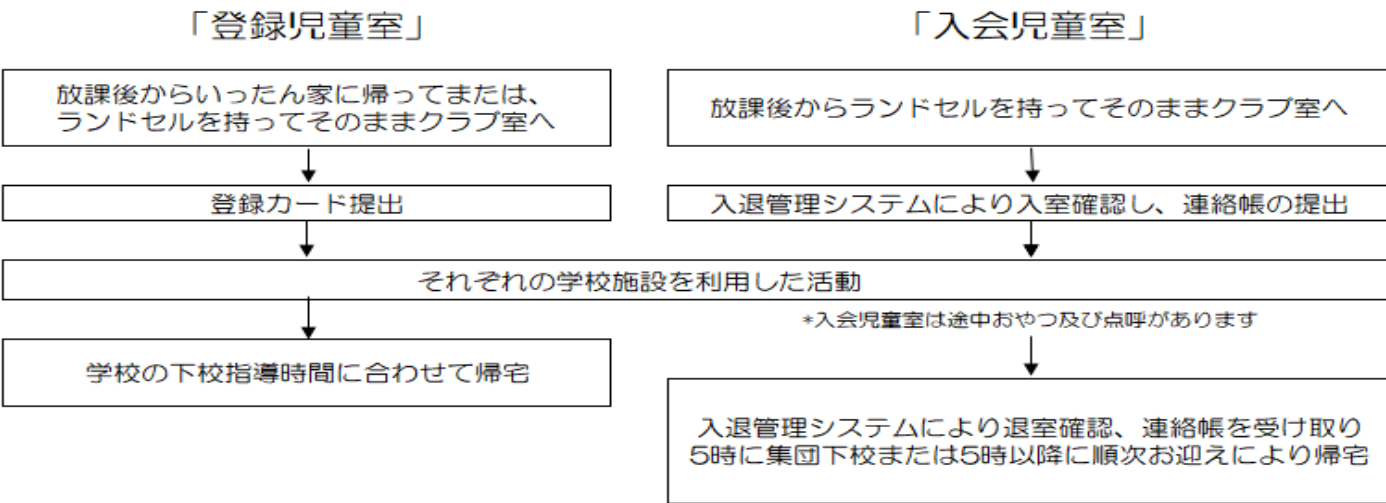 「登録児童室」
「入会児童室」
放課後からいったん家に帰ってまたは、
ランドセルを持ってそのままクラブ室へ
放課後からランドセルを持ってそのままクラブ室へ
登録カード提出
入退管理システムにより入室確認し、連絡帳の提出
それぞれの学校施設を利用した活動
*入会児童室は途中おやつ及び点呼があります
学校の下校指導時間に合わせて帰宅
入退管理システムにより退室確認、連絡帳を受け取り
5時に集団下校または5時以降に順次お迎えにより帰宅